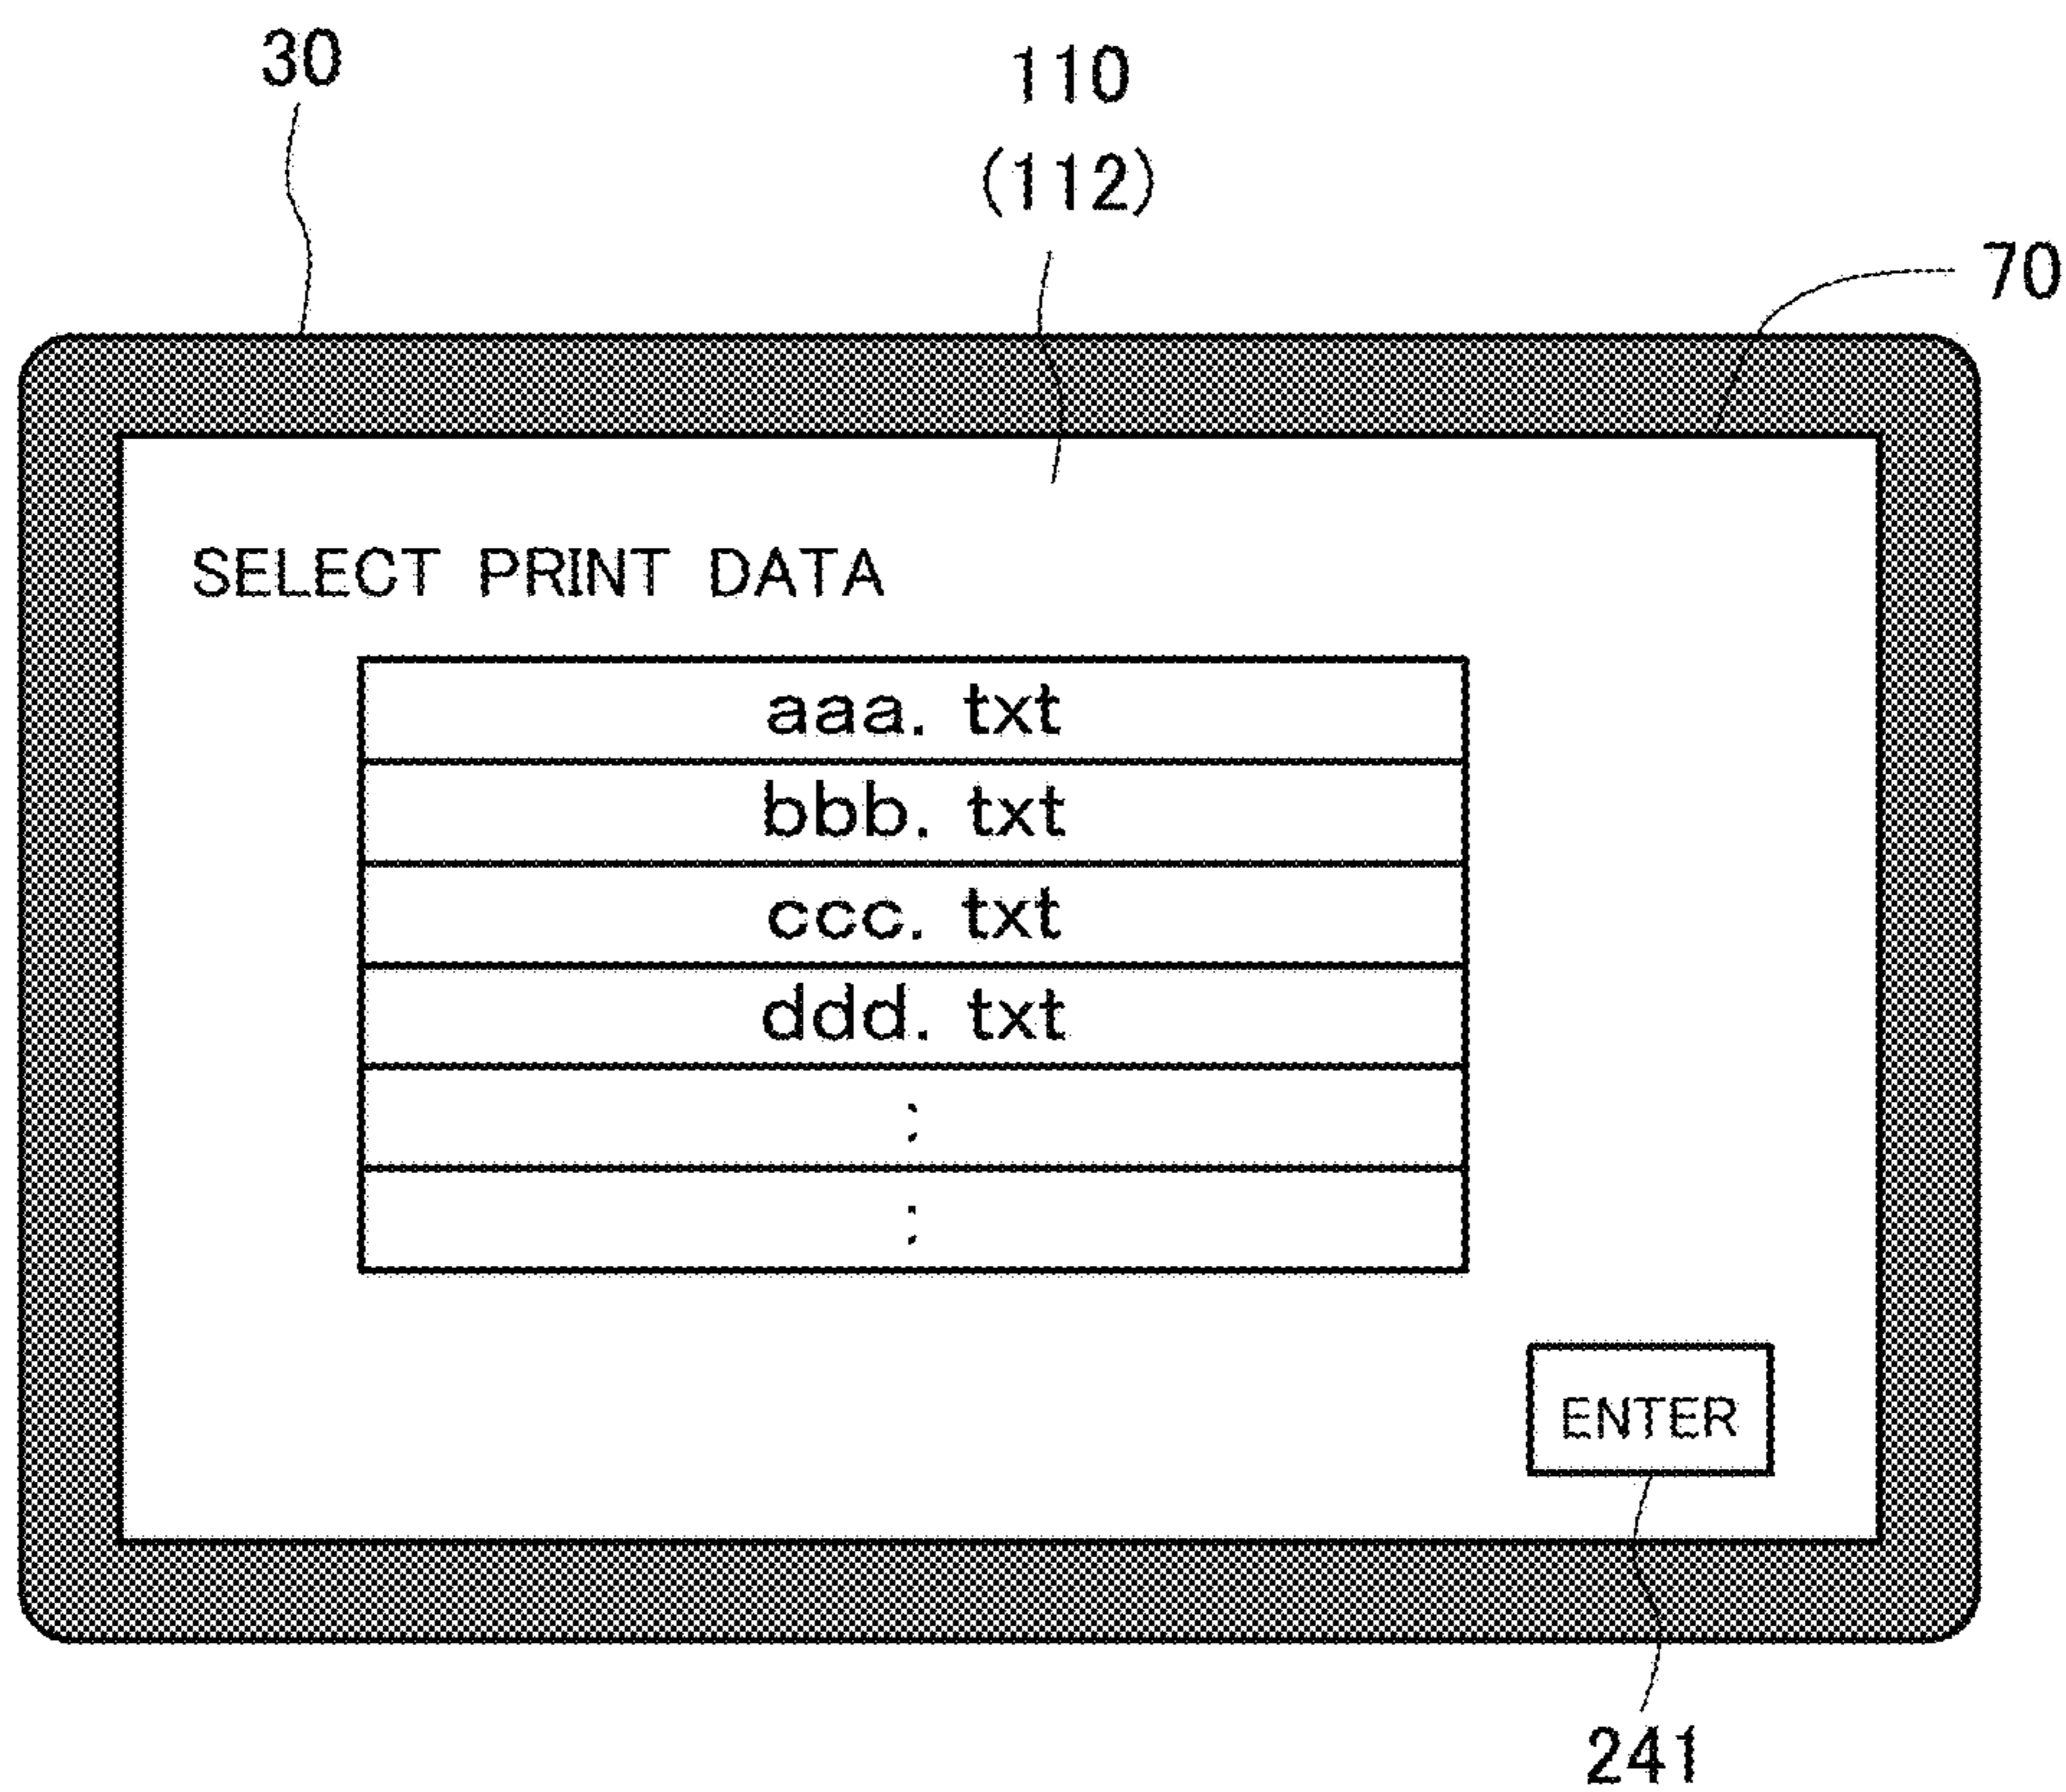 30
110
(112)
70
SELECT PRINT DATA
aaa. txt
bbb. txt
ccc. txt
ddd. txt
:
:
ENTER
241